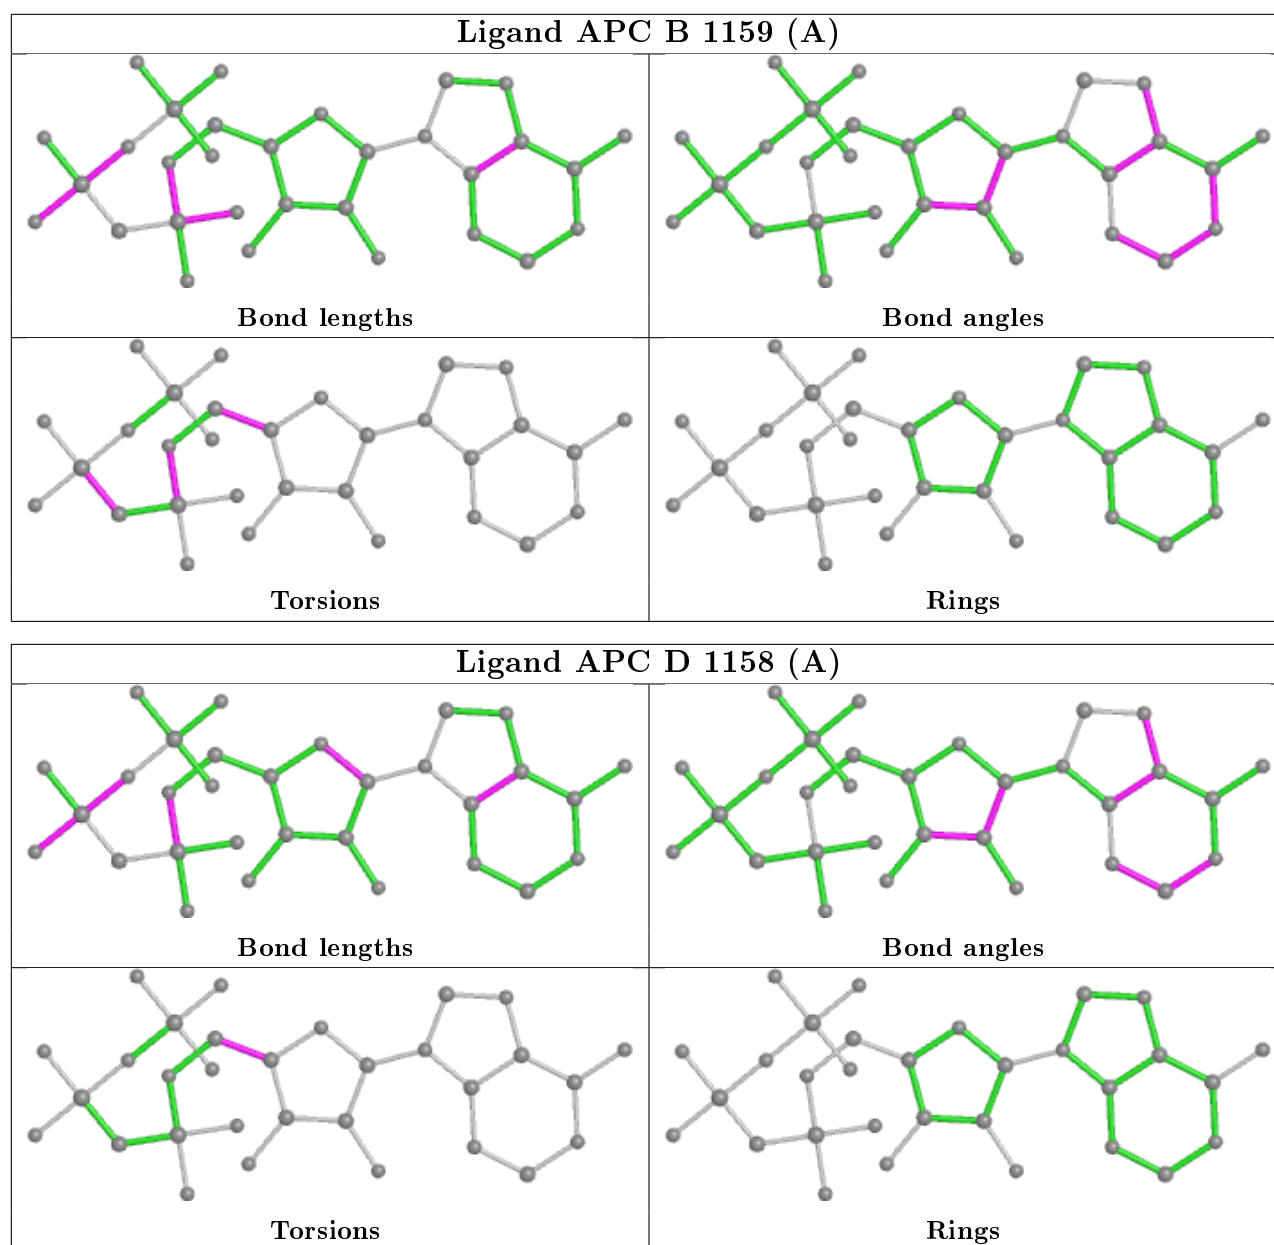 Ligand APC B 1159 (A)
Bond lengths
Bond angles
Torsions
Rings
Ligand APC D 1158 (A)
Bond lengths
Bond angles
Torsions
Rings